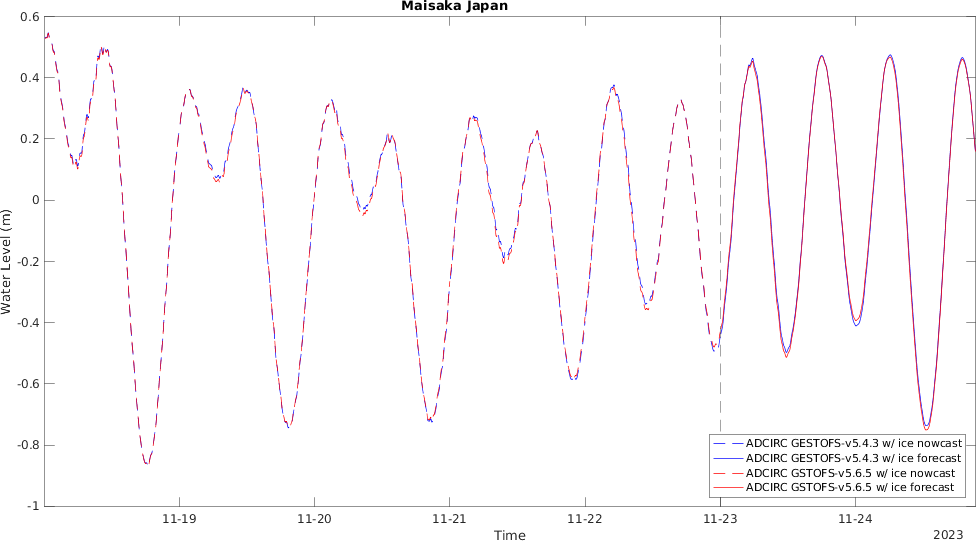 Maisaka Japan
0.6
0.4
0.2
0
-0.2
-0.4
-0.6
-0.8
-1
Water Level (m)
ADCIRC GESTOFS-v5.4.3 w/ ice nowcast
ADCIRC GESTOFS-v5.4.3 w/ ice forecast
ADCIRC GSTOFS-v5.6.5 w/ ice nowcast
ADCIRC GSTOFS-v5.6.5 w/ ice forecast
11-19 11-20 11-21 11-22 11-23 11-24
Time
2023